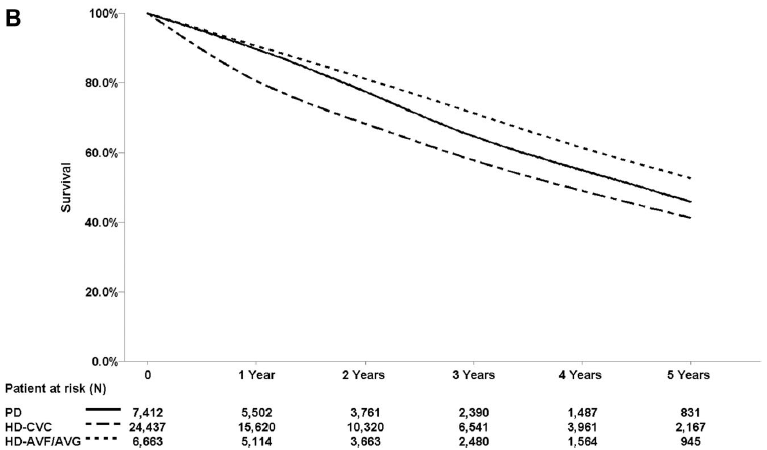 B
100%
80.0%
60.0%
40.0%
20.0%
0.0%
Survival
0 1 Year 2 Years 3 Years 4 Years 5 Years
Patient at risk (N)
PD 7,412 5,502 3,761 2,390 1,487 831
HD-CVC 24,437 15,620 10,320 6,541 3,961 2,167
HD-AVF/AVG 6,663 5,114 3,663 2,480 1,564 945